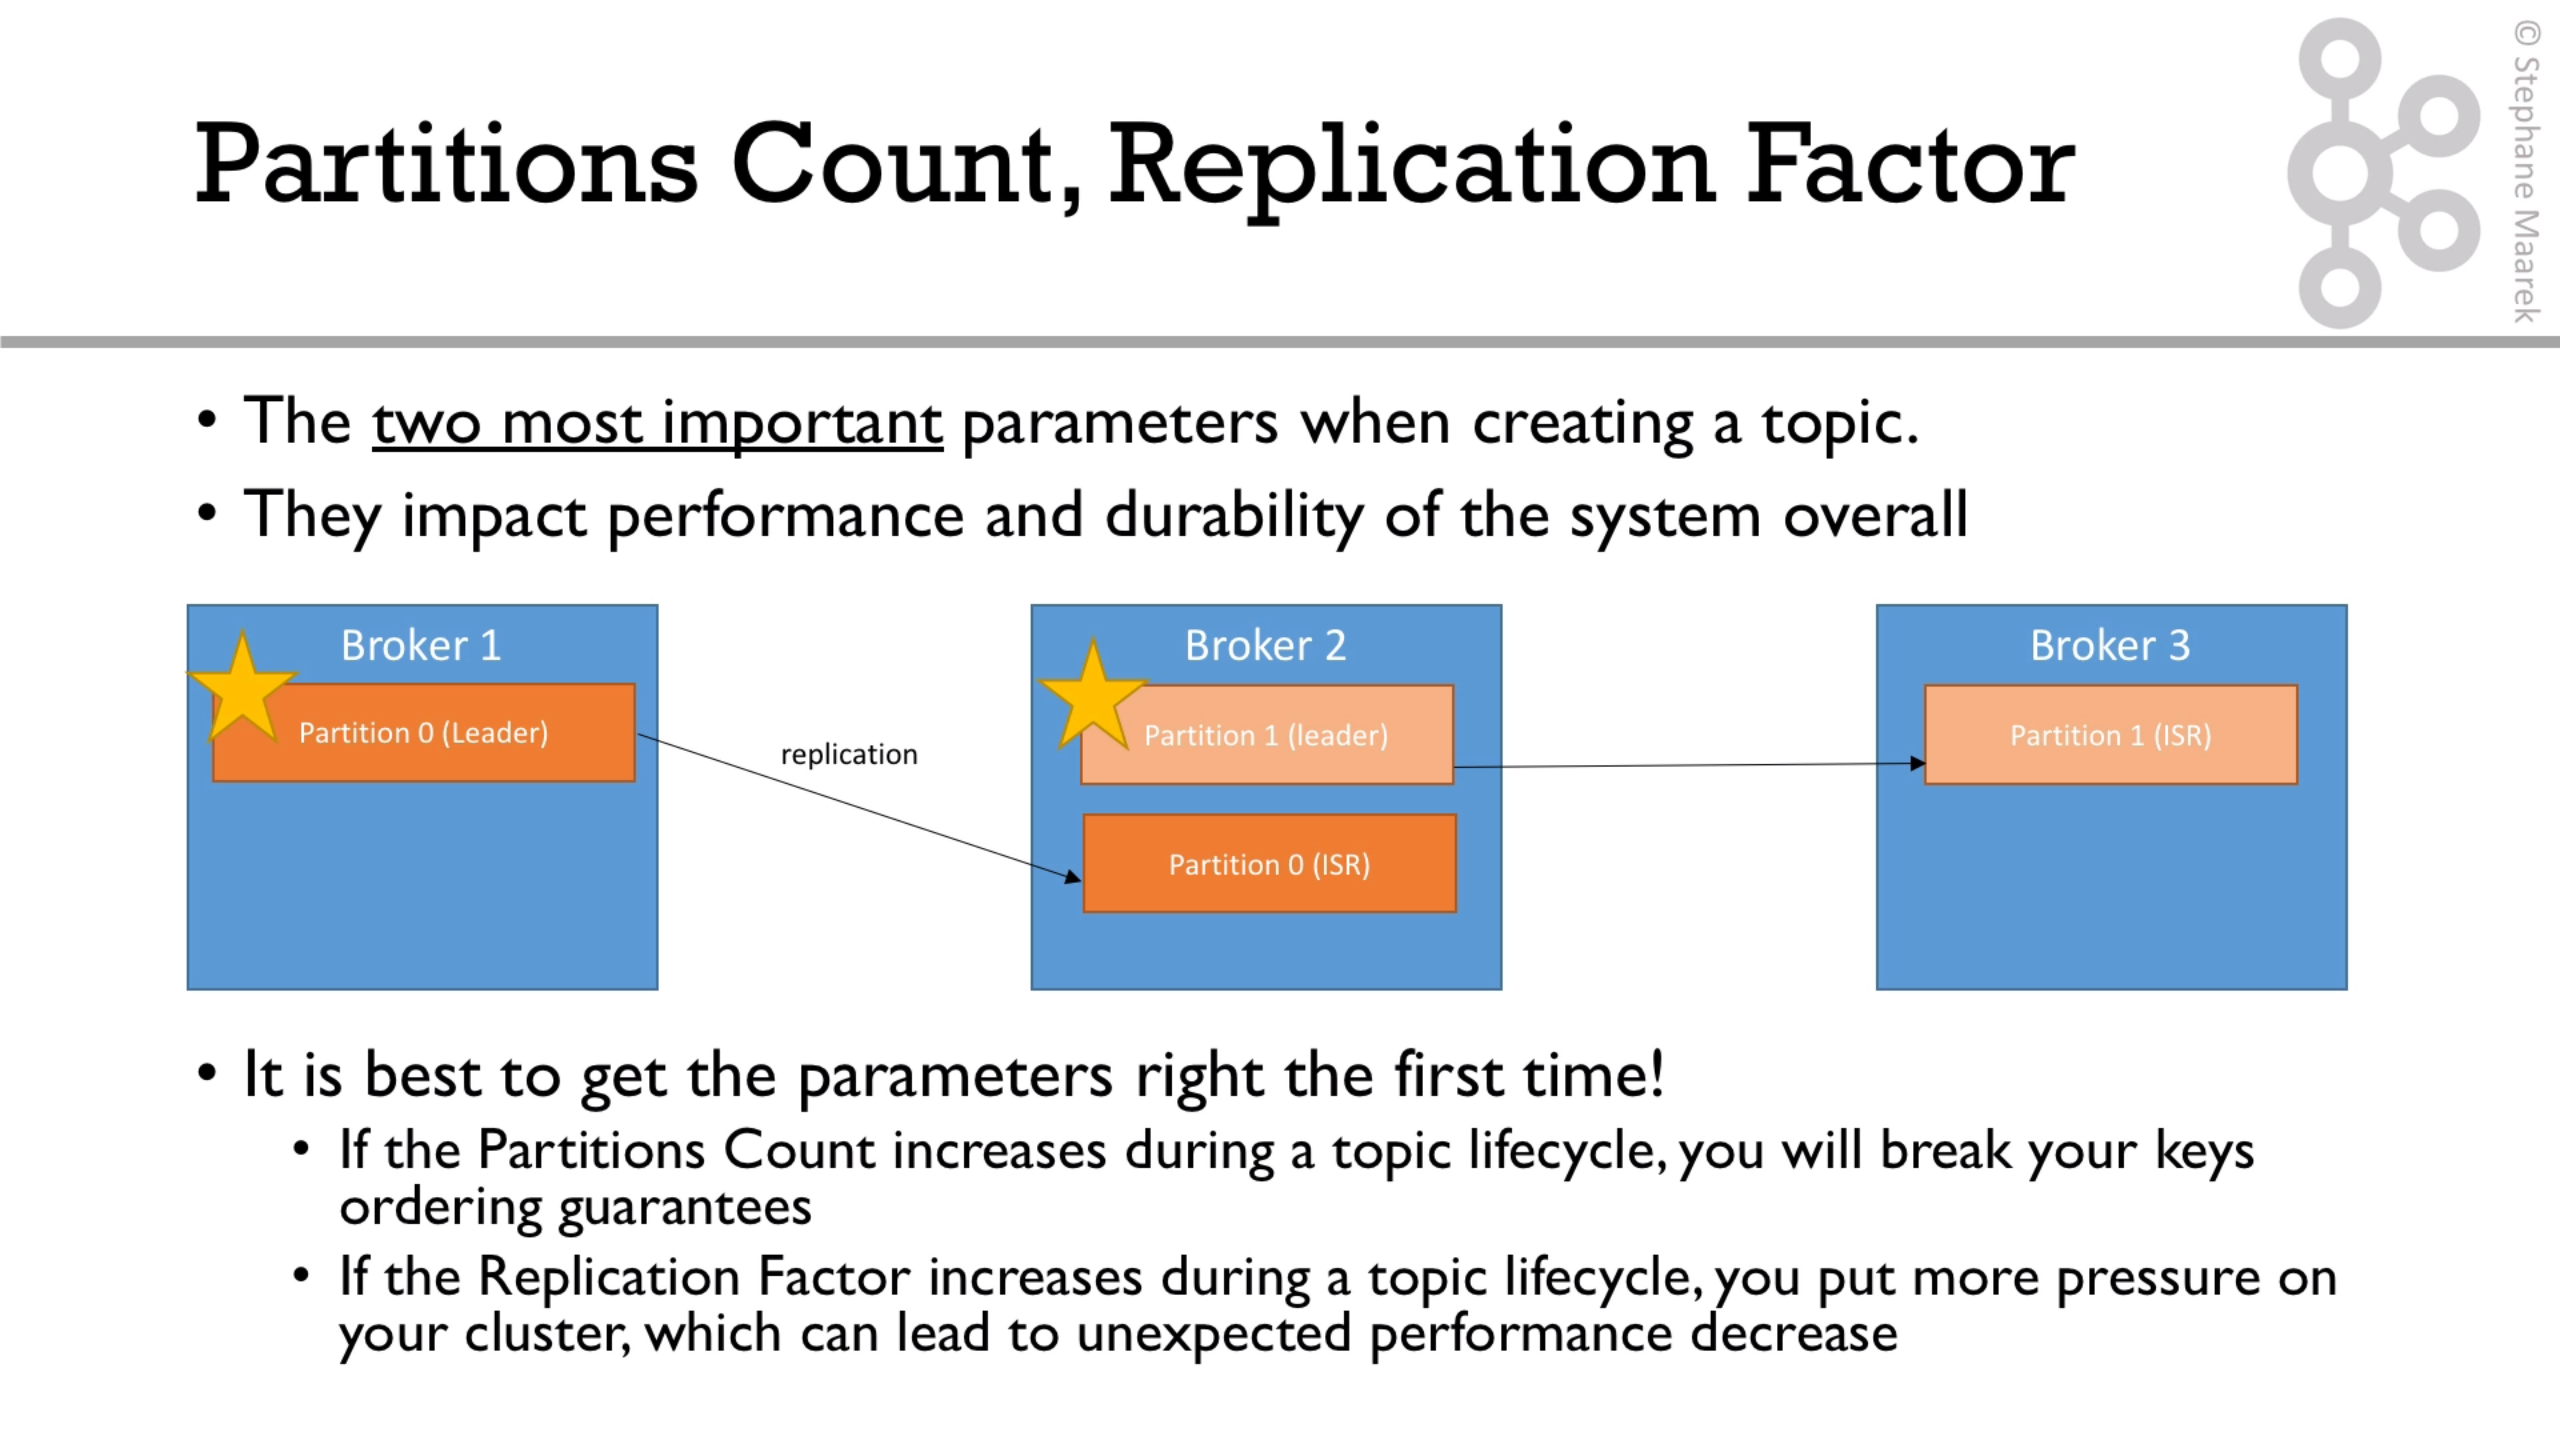 Partitions Count, Replication Factor
© Stephane Maarek
• The two most important parameters when creating a topic.
• They impact performance and durability of the system overall
Broker 1
Partition 0 (Leader)
replication
Broker 2
Partition 1 (leader)
Partition 0 (ISR)
Broker 3
Partition 1 (ISR)
• It is best to get the parameters right the first time!
• If the Partitions Count increases during a topic lifecycle, you will break your keys
ordering guarantees
• If the Replication Factor increases during a topic lifecycle, you put more pressure on
your cluster, which can lead to unexpected performance decrease